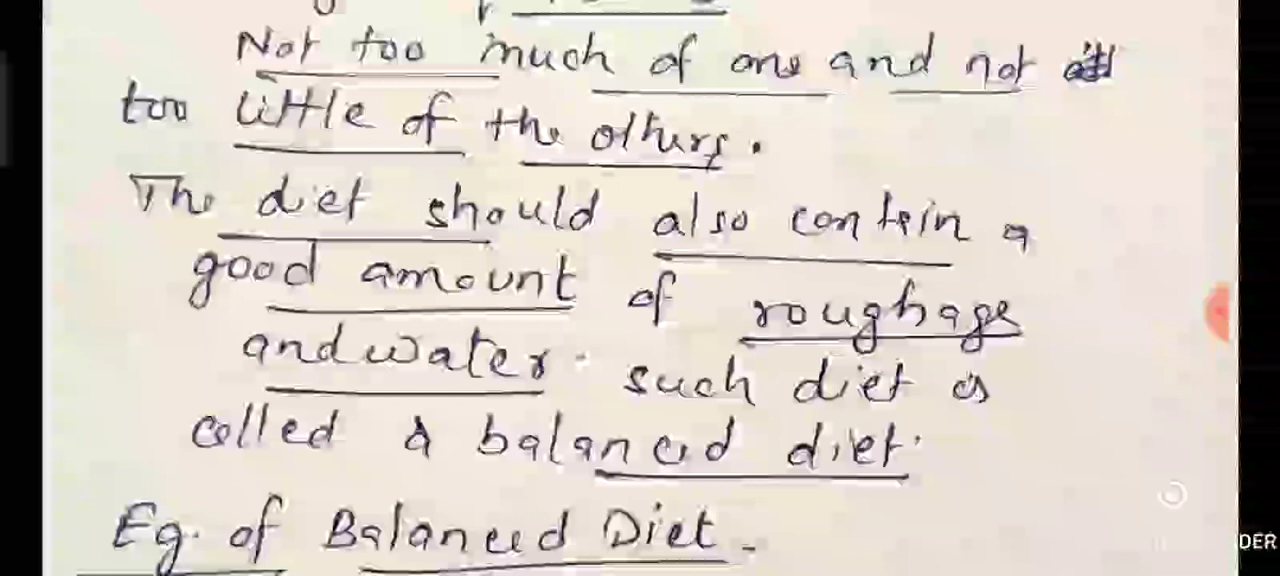 Not too much of one and not
too little of the others.
The diet should also contain a
good amount of roughage
and water. such diet is
called a balanced diet.
Eg. of Balanced Diet.
DER